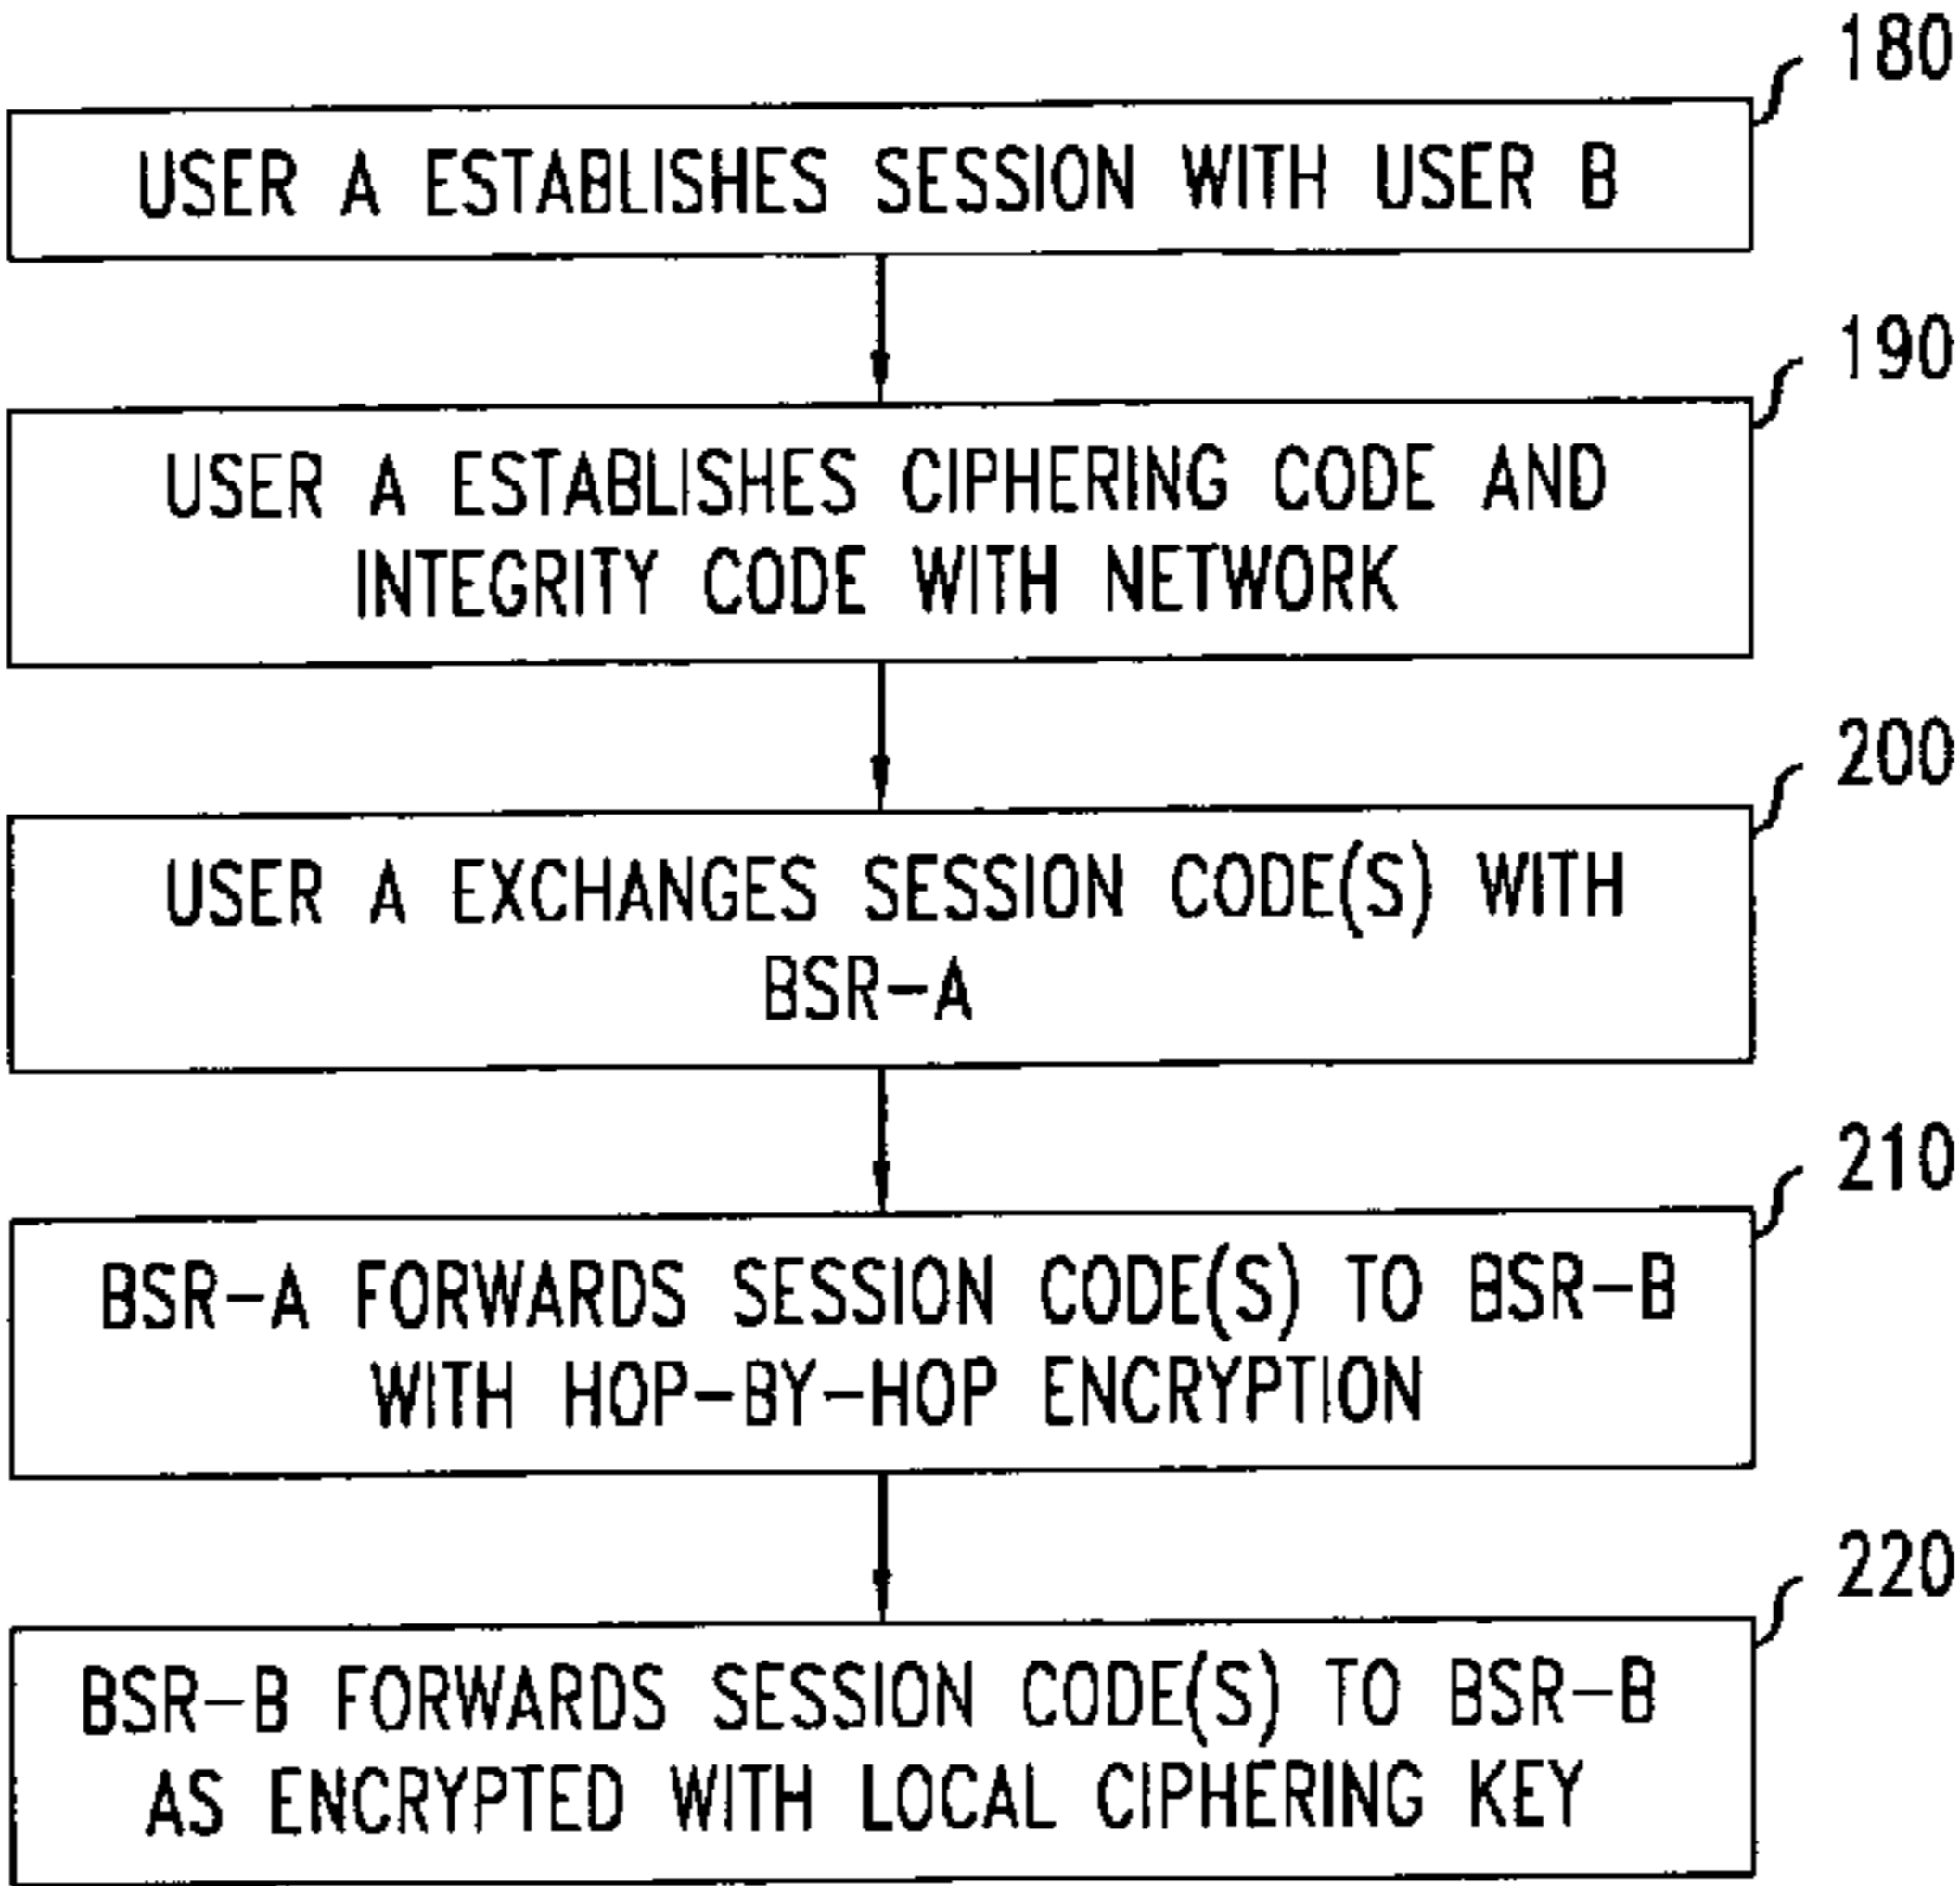 180
USER A ESTABLISHES SESSION WITH USER B
190
USER A ESTABLISHES CIPHERING CODE AND
INTEGRITY CODE WITH NETWORK
200
USER A EXCHANGES SESSION CODE(S) WITH
BSR-A
210
BSR-A FORWARDS SESSION CODE(S) TO BSR-B
WITH HOP-BY-HOP ENCRYPTION
220
BSR-B FORWARDS SESSION CODE(S) TO BSR-B
AS ENCRYPTED WITH LOCAL CIPHERING KEY